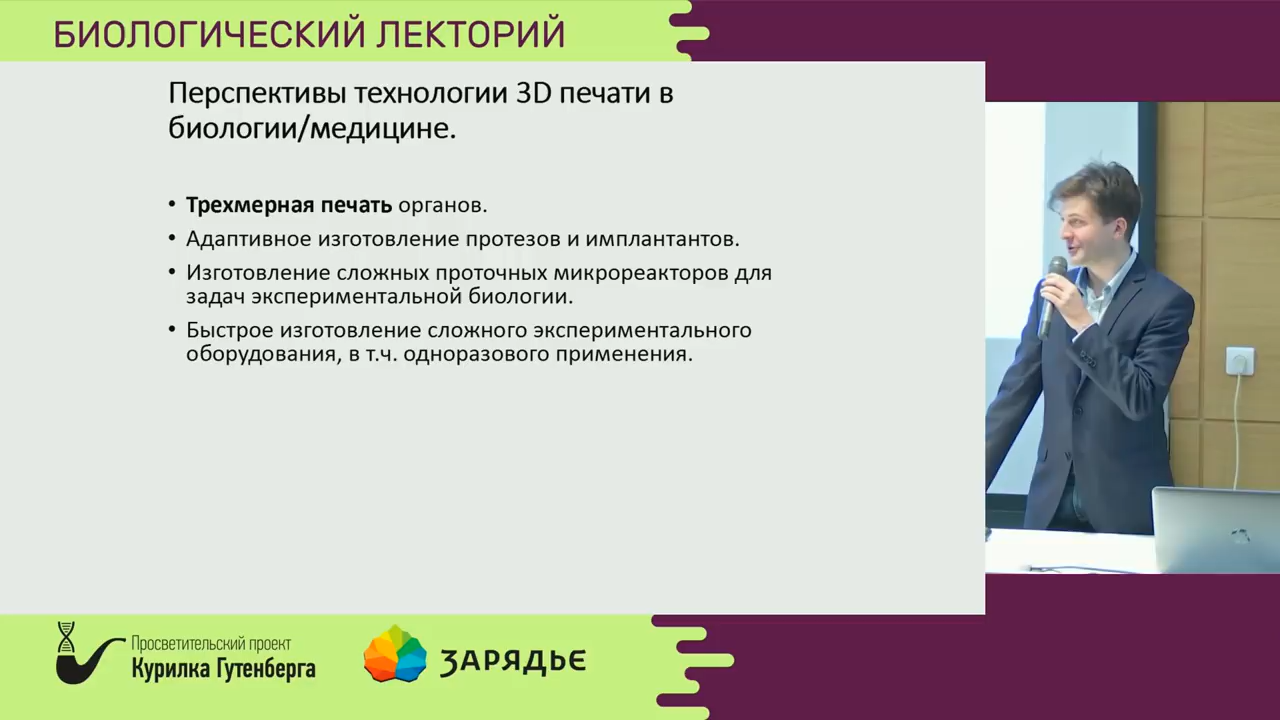 БИОЛОГИЧЕСКИЙ ЛЕКТОРИЙ
Перспективы технологии 3D печати в
биологии/медицине.
• Трехмерная печать органов.
• Адаптивное изготовление протезов и имплантантов.
• Изготовление сложных проточных микрореакторов для
задач экспериментальной биологии.
• Быстрое изготовление сложного экспериментального
оборудования, в т.ч. одноразового применения.
Просветительский проект
Курилка Гутенберга
ЗАРЯДЬЕ